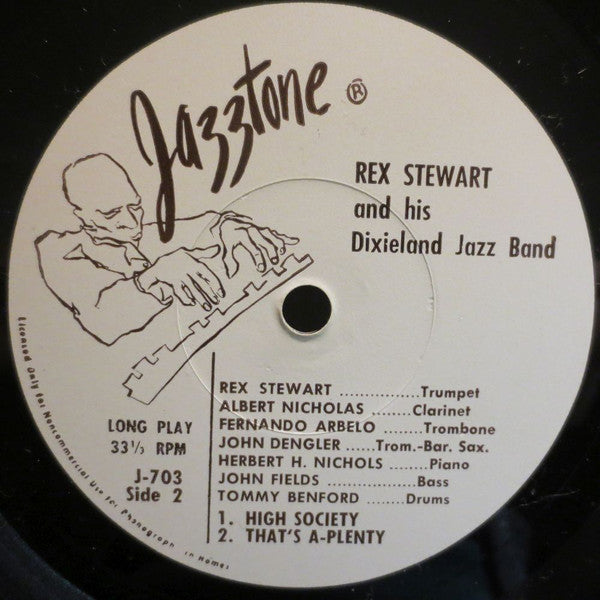 Jazztone ®
REX STEWART
and his
Dixieland Jazz Band
REX STEWART ................Trumpet
ALBERT NICHOLAS ........Clarinet
FERNANDO ARBELO .......Trombone
JOHN DENGLER .....Trom.-Bar. Sax.
HERBERT H. NICHOLS .......Piano
JOHN FIELDS ..................Bass
TOMMY BENFORD ........Drums
1. HIGH SOCIETY
2. THAT'S A-PLENTY
LONG PLAY
33⅓ RPM
J-703
Side 2
Licensed Only for Noncommercial Use for Phonograph in Homes